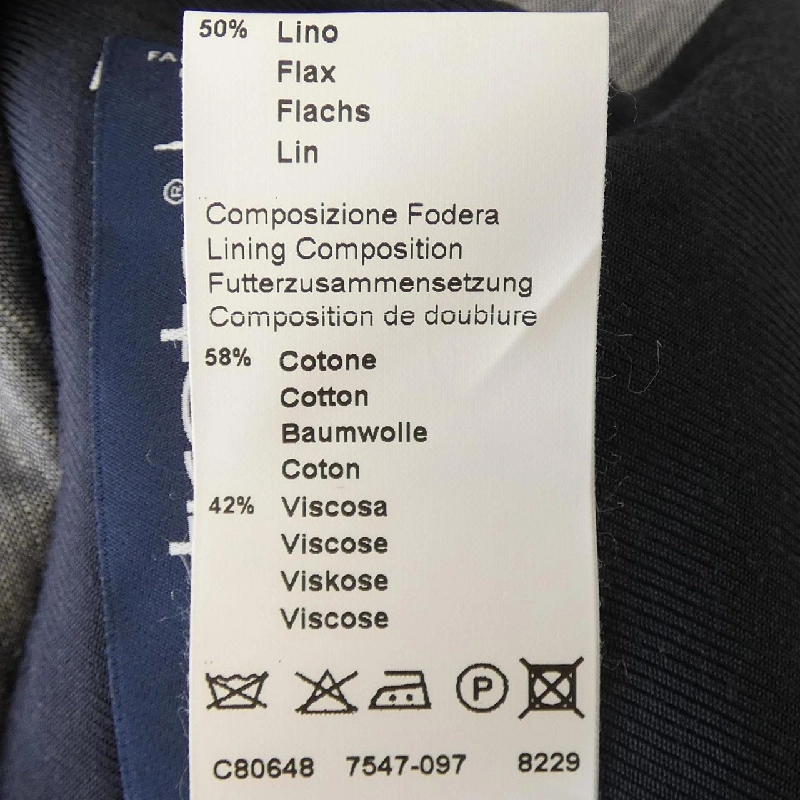 50% Lino
Flax
Flachs
Lin
Composizione Fodera
Lining Composition
Futterzusammensetzung
Composition de doublure
58% Cotone
Cotton
Baumwolle
Coton
42% Viscosa
Viscose
Viskose
Viscose
P
C80648 7547-097 8229
FA
®